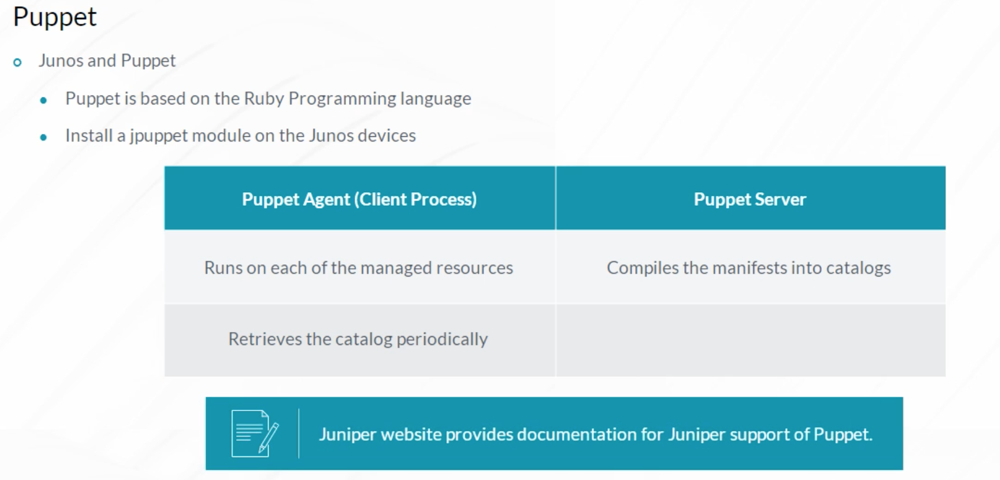 Puppet
Junos and Puppet
Puppet is based on the Ruby Programming language
Install a jpuppet module on the Junos devices
Puppet Agent (Client Process)
Puppet Server
Runs on each of the managed resources
Compiles the manifests into catalogs
Retrieves the catalog periodically
Juniper website provides documentation for Juniper support of Puppet.